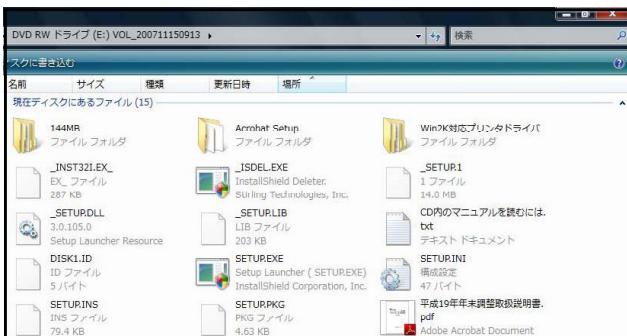 DVD RW ドライブ (E:) VOL_200711150913
検索
スクに書き込む
名前 サイズ 種類 更新日時 場所
現在ディスクにあるファイル (15)
144MB
ファイル フォルダ
Acrobat Setup
ファイル フォルダ
Win2K対応プリンタドライバ
ファイル フォルダ
_INST32I.EX_
EX_ ファイル
287 KB
_ISDEL.EXE
InstallShield Deleter.
Stirling Technologies, Inc.
_SETUP.1
1 ファイル
14.0 MB
_SETUP.DLL
3.0.105.0
Setup Launcher Resource
_SETUP.LIB
LIB ファイル
203 KB
CD内のマニュアルを読むには.
txt
テキスト ドキュメント
DISK1.ID
ID ファイル
5 バイト
SETUP.EXE
Setup Launcher ( SETUP.EXE)
InstallShield Corporation, Inc.
SETUP.INI
構成設定
47 バイト
SETUP.INS
INS ファイル
79.4 KB
SETUP.PKG
PKG ファイル
4.63 KB
平成19年年末調整取扱説明書.
pdf
Adobe Acrobat Document